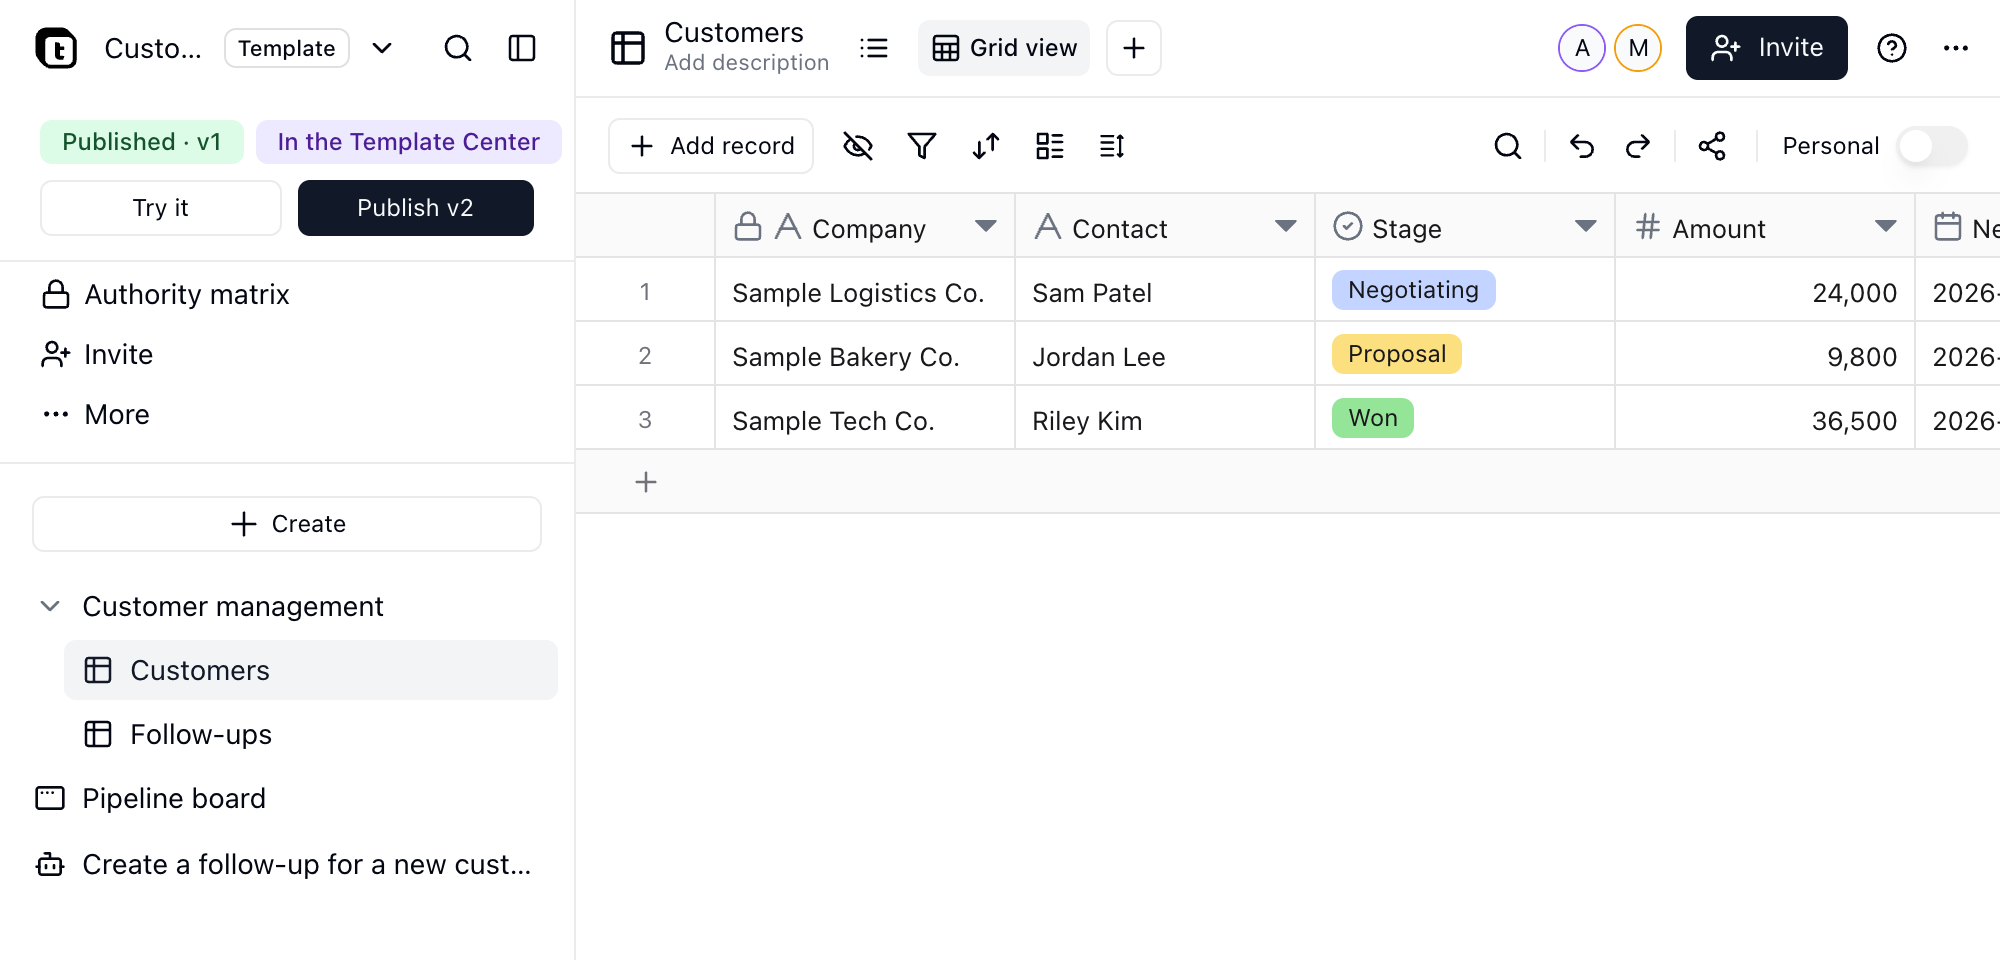 Custo...
Template
Published · v1
In the Template Center
Try it
Publish v2
Authority matrix
Invite
More
Create
Customer management
Customers
Follow-ups
Pipeline board
Create a follow-up for a new cust...
Customers
Add description
Grid view
A
M
Invite
Add record
Personal
Company
Contact
Stage
Amount
Ne
1
Sample Logistics Co.
Sam Patel
Negotiating
24,000
2026-
2
Sample Bakery Co.
Jordan Lee
Proposal
9,800
2026-
3
Sample Tech Co.
Riley Kim
Won
36,500
2026-